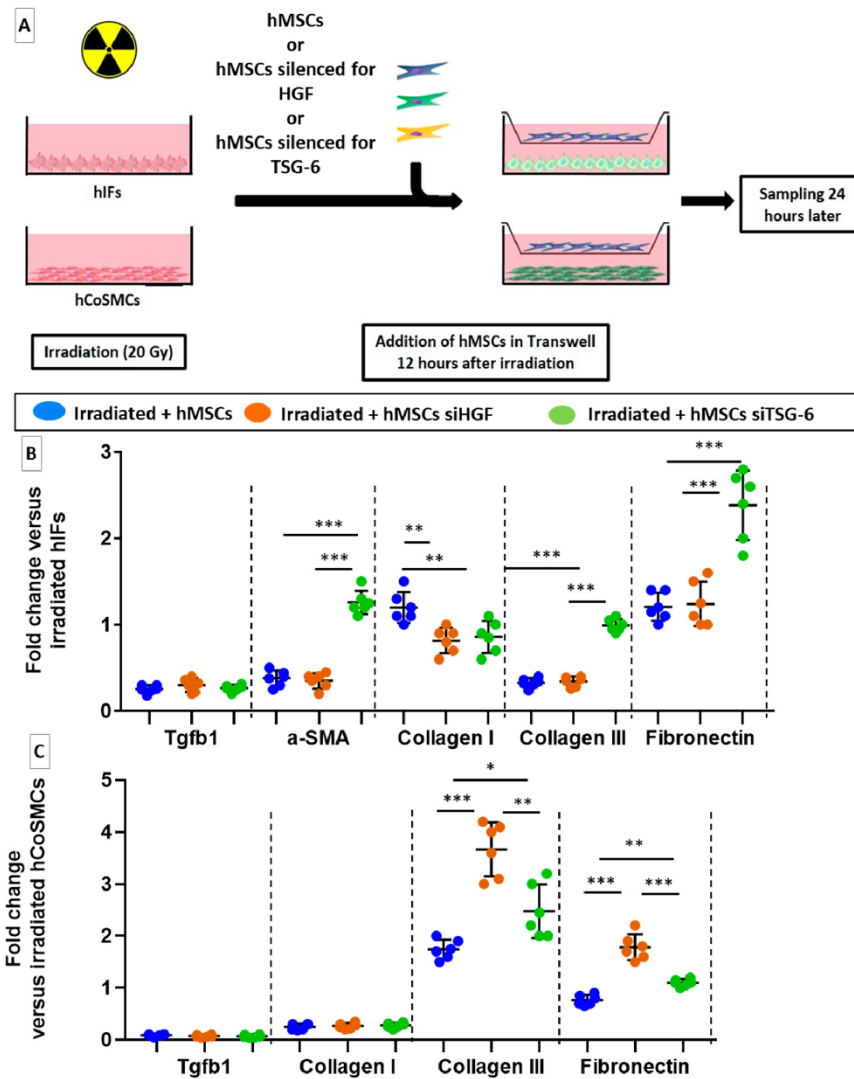 A
hMSCs
or
hMSCs silenced for
HGF
or
hMSCs silenced for
TSG-6
hIFs
hCoSMCs
Sampling 24
hours later
Irradiation (20 Gy)
Addition of hMSCs in Transwell
12 hours after irradiation
Irradiated + hMSCs
Irradiated + hMSCs siHGF
Irradiated + hMSCs siTSG-6
B
Fold change versus
irradiated hIFs
3
2
1
0
***
***
**
**
***
***
***
***
Tgfb1
a-SMA
Collagen I
Collagen III
Fibronectin
C
Fold change
versus irradiated hCoSMCs
5
4
3
2
1
0
*
***
**
**
***
***
Tgfb1
Collagen I
Collagen III
Fibronectin